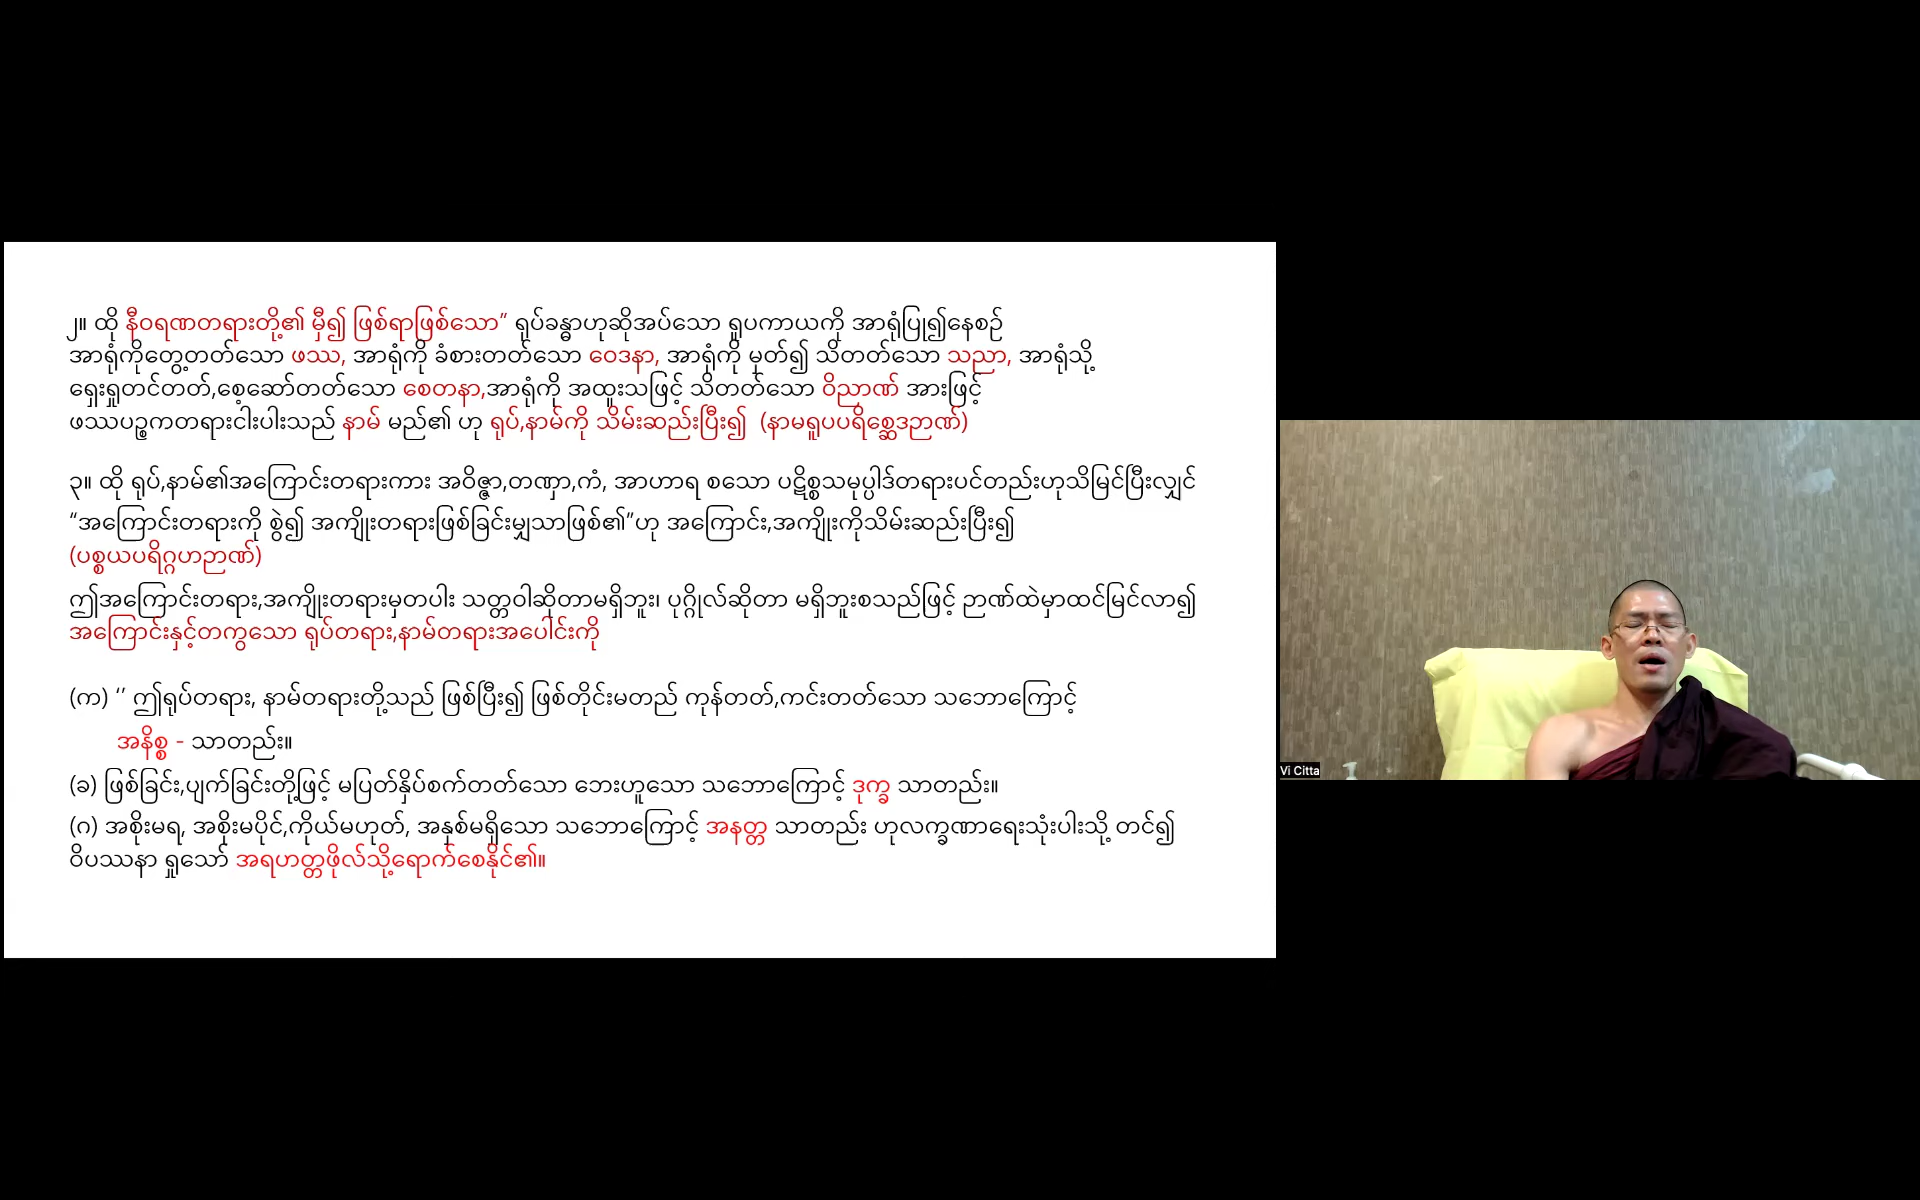 ၂။ ထို နီဝရဏတရားတို့၏ မှီ၍ ဖြစ်ရာဖြစ်သော” ရုပ်ခန္ဓာဟုဆိုအပ်သော ရူပကာယကို အာရုံပြု၍နေစဉ်
အာရုံကိုတွေ့တတ်သော ဖဿ, အာရုံကို ခံစားတတ်သော ဝေဒနာ, အာရုံကို မှတ်၍ သိတတ်သော သညာ, အာရုံသို့
ရှေးရှုတင်တတ်,စေ့ဆော်တတ်သော စေတနာ,အာရုံကို အထူးသဖြင့် သိတတ်သော ဝိညာဏ် အားဖြင့်
ဖဿပဉ္စကတရားငါးပါးသည် နာမ် မည်၏ ဟု ရုပ်,နာမ်ကို သိမ်းဆည်းပြီး၍ (နာမရူပပရိစ္ဆေဒဉာဏ်)
၃။ ထို ရုပ်,နာမ်၏အကြောင်းတရားကား အဝိဇ္ဇာ,တဏှာ,ကံ, အာဟာရ စသော ပဋိစ္စသမုပ္ပါဒ်တရားပင်တည်းဟုသိမြင်ပြီးလျှင်
“အကြောင်းတရားကို စွဲ၍ အကျိုးတရားဖြစ်ခြင်းမျှသာဖြစ်၏”ဟု အကြောင်း,အကျိုးကိုသိမ်းဆည်းပြီး၍
(ပစ္စယပရိဂ္ဂဟဉာဏ်)
ဤအကြောင်းတရား,အကျိုးတရားမှတပါး သတ္တဝါဆိုတာမရှိဘူး၊ ပုဂ္ဂိုလ်ဆိုတာ မရှိဘူးစသည်ဖြင့် ဉာဏ်ထဲမှာထင်မြင်လာ၍
အကြောင်းနှင့်တကွသော ရုပ်တရား,နာမ်တရားအပေါင်းကို
(က) ‘’ ဤရုပ်တရား, နာမ်တရားတို့သည် ဖြစ်ပြီး၍ ဖြစ်တိုင်းမတည် ကုန်တတ်,ကင်းတတ်သော သဘောကြောင့်
အနိစ္စ - သာတည်း။
(ခ) ဖြစ်ခြင်း,ပျက်ခြင်းတို့ဖြင့် မပြတ်နှိပ်စက်တတ်သော ဘေးဟူသော သဘောကြောင့် ဒုက္ခ သာတည်း။
(ဂ) အစိုးမရ, အစိုးမပိုင်,ကိုယ်မဟုတ်, အနှစ်မရှိသော သဘောကြောင့် အနတ္တ သာတည်း ဟုလက္ခဏာရေးသုံးပါးသို့ တင်၍
ဝိပဿနာ ရှုသော် အရဟတ္တဖိုလ်သို့ရောက်စေနိုင်၏။
Vi Citta